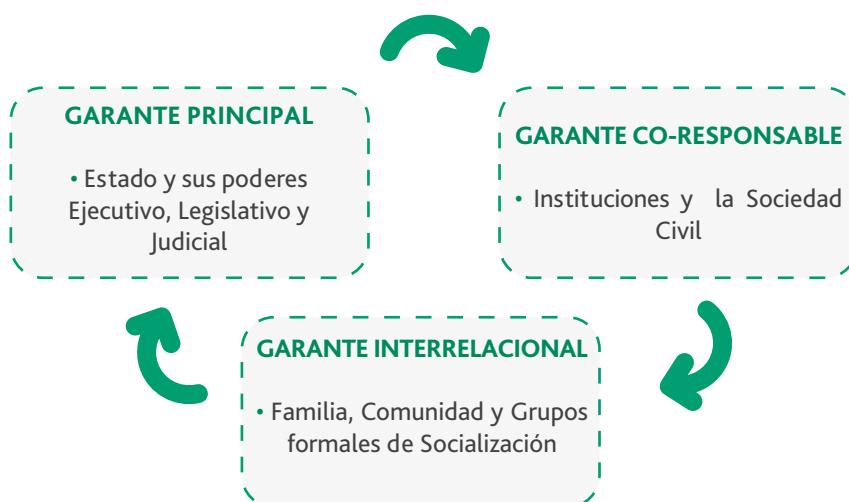 GARANTE PRINCIPAL
• Estado y sus poderes
Ejecutivo, Legislativo y
Judicial
GARANTE CO-RESPONSABLE
• Instituciones y la Sociedad
Civil
GARANTE INTERRELACIONAL
• Familia, Comunidad y Grupos
formales de Socialización